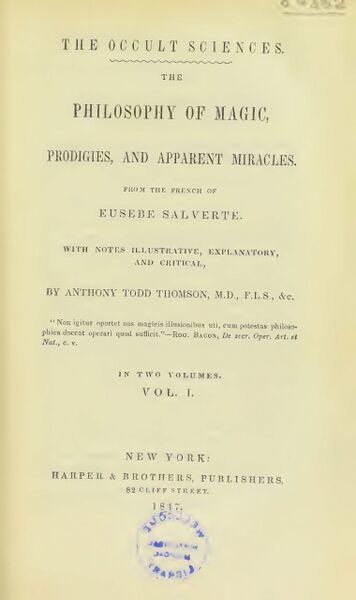 THE OCCULT SCIENCES.
THE
PHILOSOPHY OF MAGIC,
PRODIGIES, AND APPARENT MIRACLES.
FROM THE FRENCH OF
EUSEBE SALVERTE.
WITH NOTES ILLUSTRATIVE, EXPLANATORY,
AND CRITICAL,
BY ANTHONY TODD THOMSON, M.D., F.L.S., &c.
"Non igitur oportet nos magicis illusionibus uti, cum potestas philoso-
phica doceat operari quod sufficit."—ROG. BACON, De secr. Oper. Art. et
Nat., c. v.
IN TWO VOLUMES.
VOL. I.
NEW YORK:
HARPER & BROTHERS, PUBLISHERS,
82 CLIFF STREET.
1847.